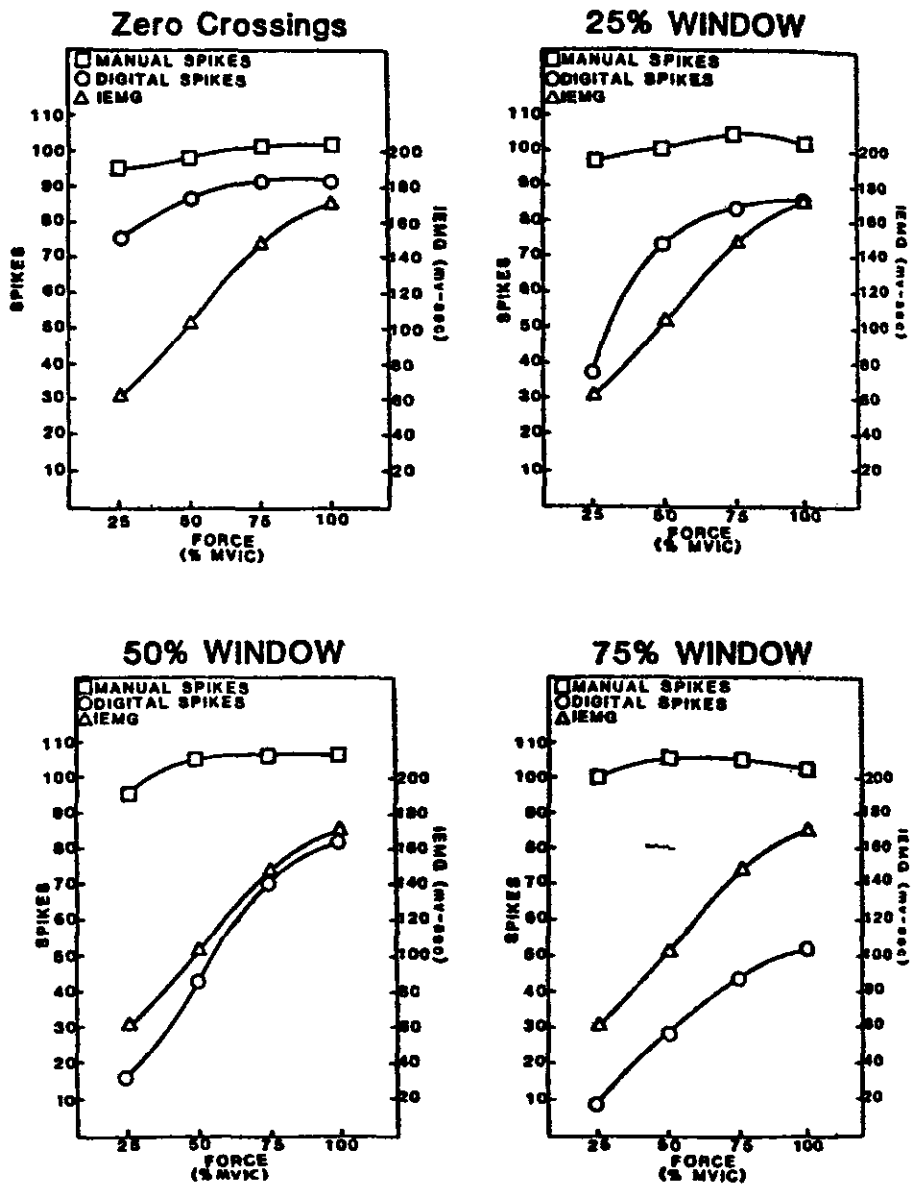 Zero Crossings
MANUAL SPIKES
DIGITAL SPIKES
IEMG
110
100
90
80
70
60
50
40
30
20
10
SPIKES
200
180
160
140
120
100
80
60
40
20
IEMG (mv-sec)
25 50 75 100
FORCE
(% MVIC)
25% WINDOW
MANUAL SPIKES
DIGITAL SPIKES
IEMG
110
100
90
80
70
60
50
40
30
20
10
SPIKES
200
180
160
140
120
100
80
60
40
20
IEMG (mv-sec)
25 50 75 100
FORCE
(% MVIC)
50% WINDOW
MANUAL SPIKES
DIGITAL SPIKES
IEMG
110
100
90
80
70
60
50
40
30
20
10
SPIKES
200
180
160
140
120
100
80
60
40
20
IEMG (mv-sec)
25 50 75 100
FORCE
(% MVIC)
75% WINDOW
MANUAL SPIKES
DIGITAL SPIKES
IEMG
110
100
90
80
70
60
50
40
30
20
10
SPIKES
200
180
160
140
120
100
80
60
40
20
IEMG (mv-sec)
25 50 75 100
FORCE
(% MVIC)